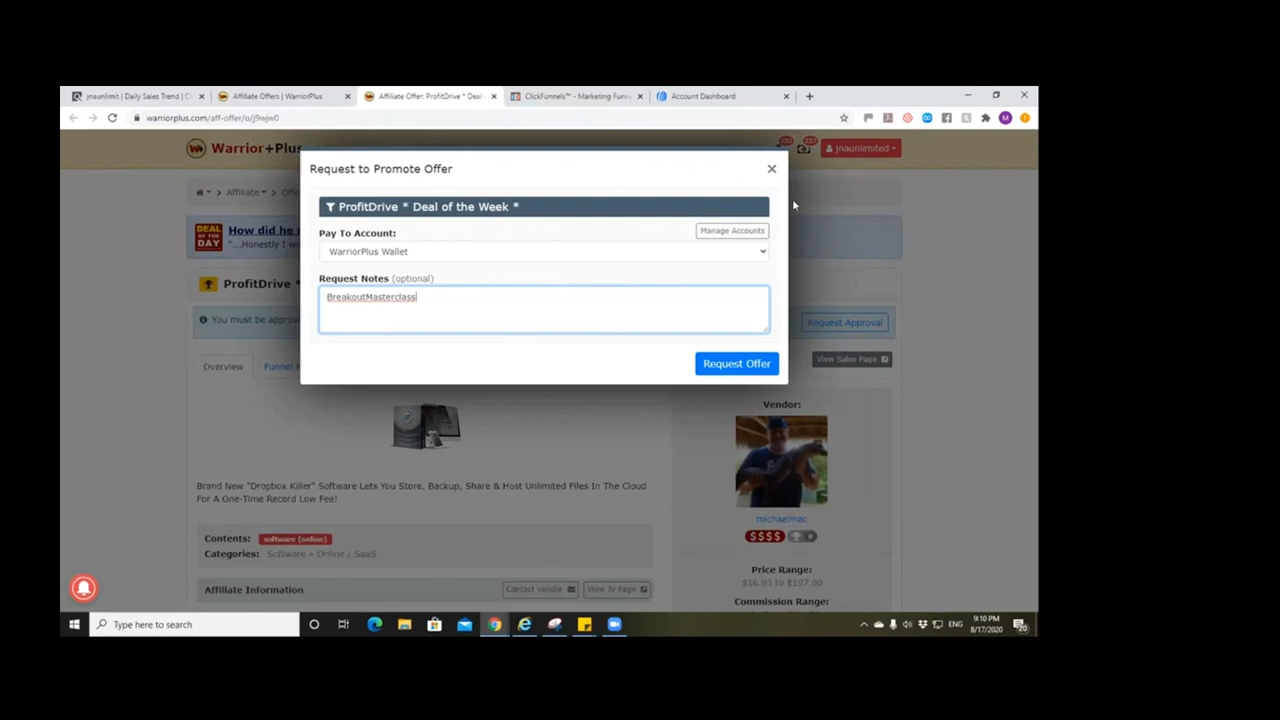 jnaunlimit | Daily Sales Trend | C
Affiliate Offers | WarriorPlus
Affiliate Offer: ProfitDrive * Deal
ClickFunnels™ - Marketing Funn
Account Dashboard
warriorplus.com/aff-offer/o/j9wjw0
Warrior+Plus
jnaunlimited
Request to Promote Offer
Affiliate
ProfitDrive * Deal of the Week *
DEAL OF THE DAY
How did he
"...Honestly I wa
Pay To Account:
Manage Accounts
WarriorPlus Wallet
Request Notes (optional)
ProfitDrive
BreakoutMasterclass
You must be approv
Request Approval
Overview
Funnel
Request Offer
View Sales Page
Vendor:
Brand New "Dropbox Killer" Software Lets You Store, Backup, Share & Host Unlimited Files In The Cloud
For A One-Time Record Low Fee!
michaelmac
$$$$
Contents: software (online)
Categories: Software » Online / SaaS
Price Range:
$16.93 to $197.00
Affiliate Information
Contact Vendor
View JV Page
Commission Range:
Type here to search
ENG
9:10 PM
8/17/2020
20